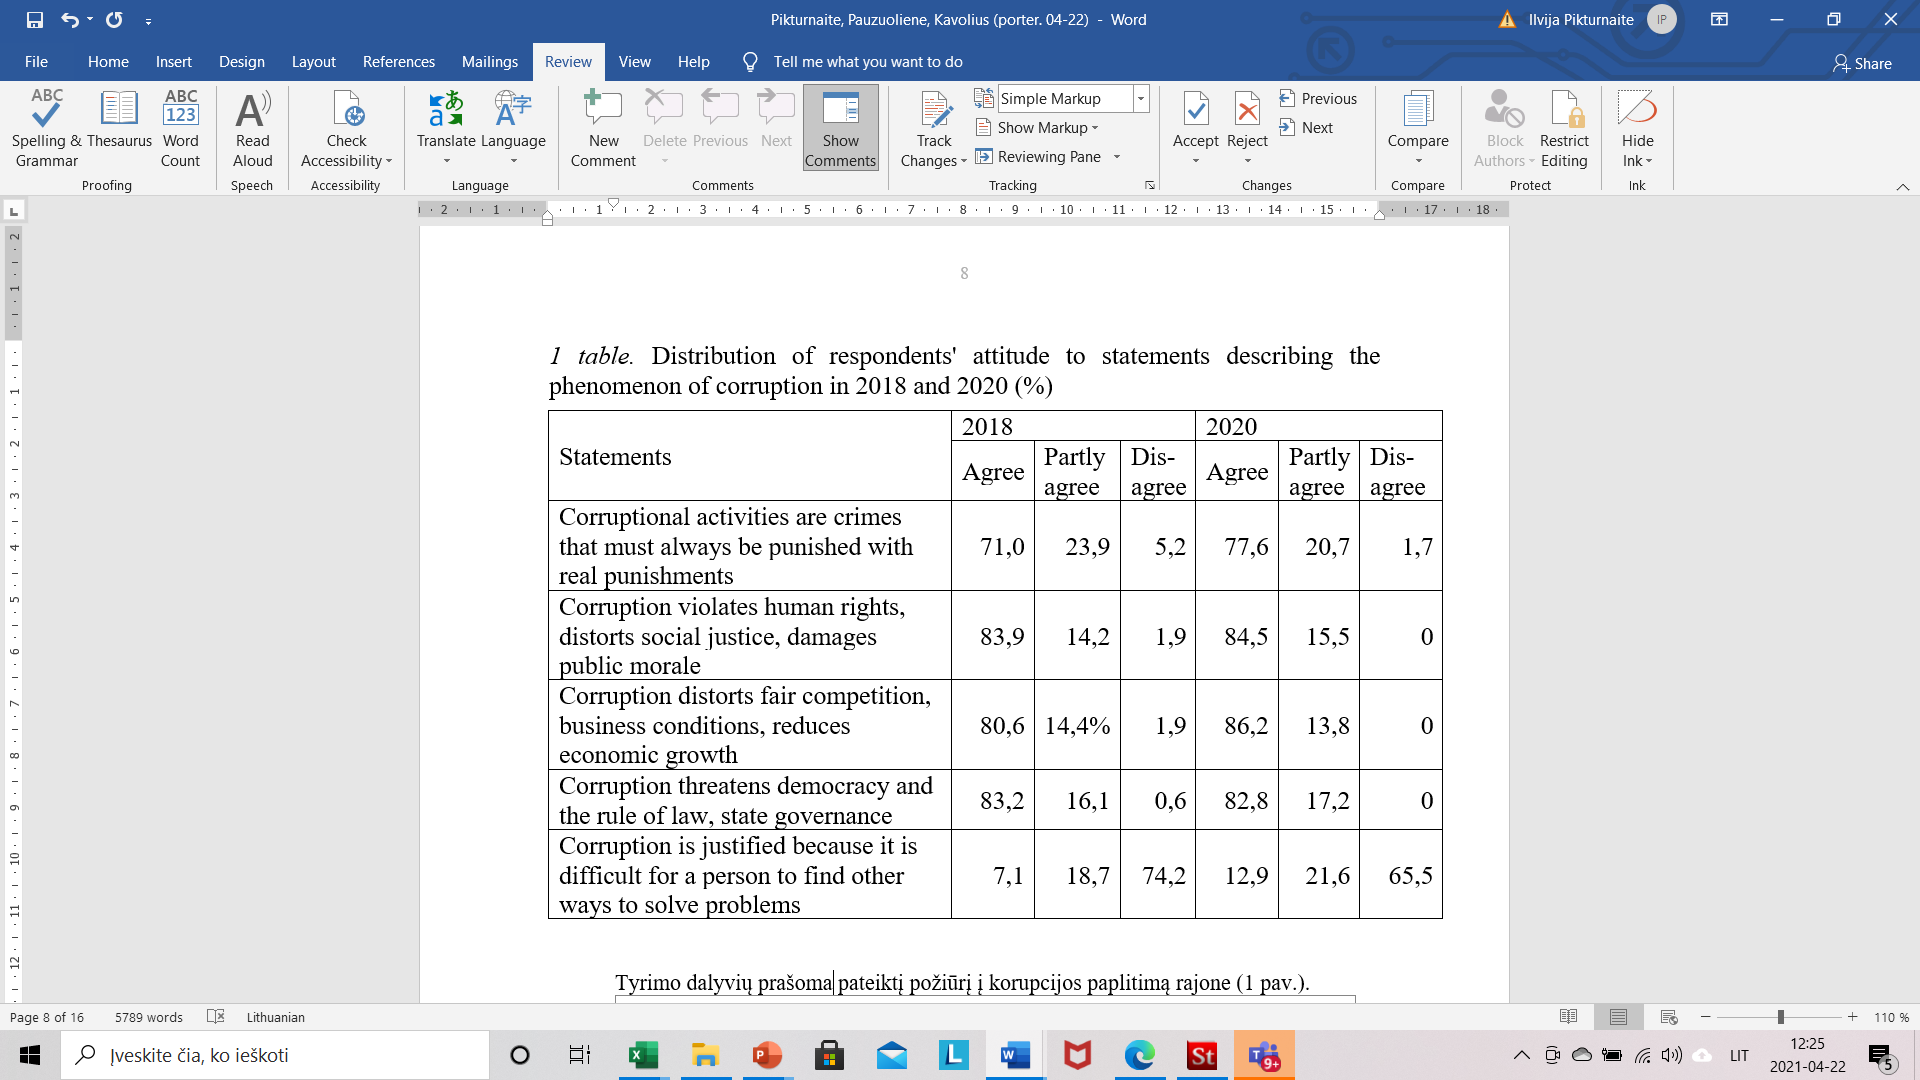 Pikturnaite, Pauzuoliene, Kavolius (porter. 04-22) - Word
Ilvija Pikturnaite
IP
File
Home
Insert
Design
Layout
References
Mailings
Review
View
Help
Tell me what you want to do
Share
Spelling & Grammar
Thesaurus
Word Count
Proofing
Read Aloud
Speech
Check Accessibility
Accessibility
Translate
Language
Language
New Comment
Delete
Previous
Next
Show Comments
Comments
Track Changes
Simple Markup
Show Markup
Reviewing Pane
Tracking
Accept
Reject
Previous
Next
Changes
Compare
Compare
Block Authors
Restrict Editing
Protect
Hide Ink
Ink
8
1 table. Distribution of respondents' attitude to statements describing the
phenomenon of corruption in 2018 and 2020 (%)
Statements
2018 2020
Agree Partly agree Dis-agree Agree Partly agree Dis-agree
Corruptional activities are crimes
that must always be punished with 71,0 23,9 5,2 77,6 20,7 1,7
real punishments
Corruption violates human rights,
distorts social justice, damages 83,9 14,2 1,9 84,5 15,5 0
public morale
Corruption distorts fair competition,
business conditions, reduces 80,6 14,4% 1,9 86,2 13,8 0
economic growth
Corruption threatens democracy and
the rule of law, state governance 83,2 16,1 0,6 82,8 17,2 0
Corruption is justified because it is
difficult for a person to find other 7,1 18,7 74,2 12,9 21,6 65,5
ways to solve problems
Tyrimo dalyvių prašoma pateiktį požiūrį į korupcijos paplitimą rajone (1 pav.).
Page 8 of 16
5789 words
Lithuanian
110 %
Įveskite čia, ko ieškoti
LIT
12:25
2021-04-22
5